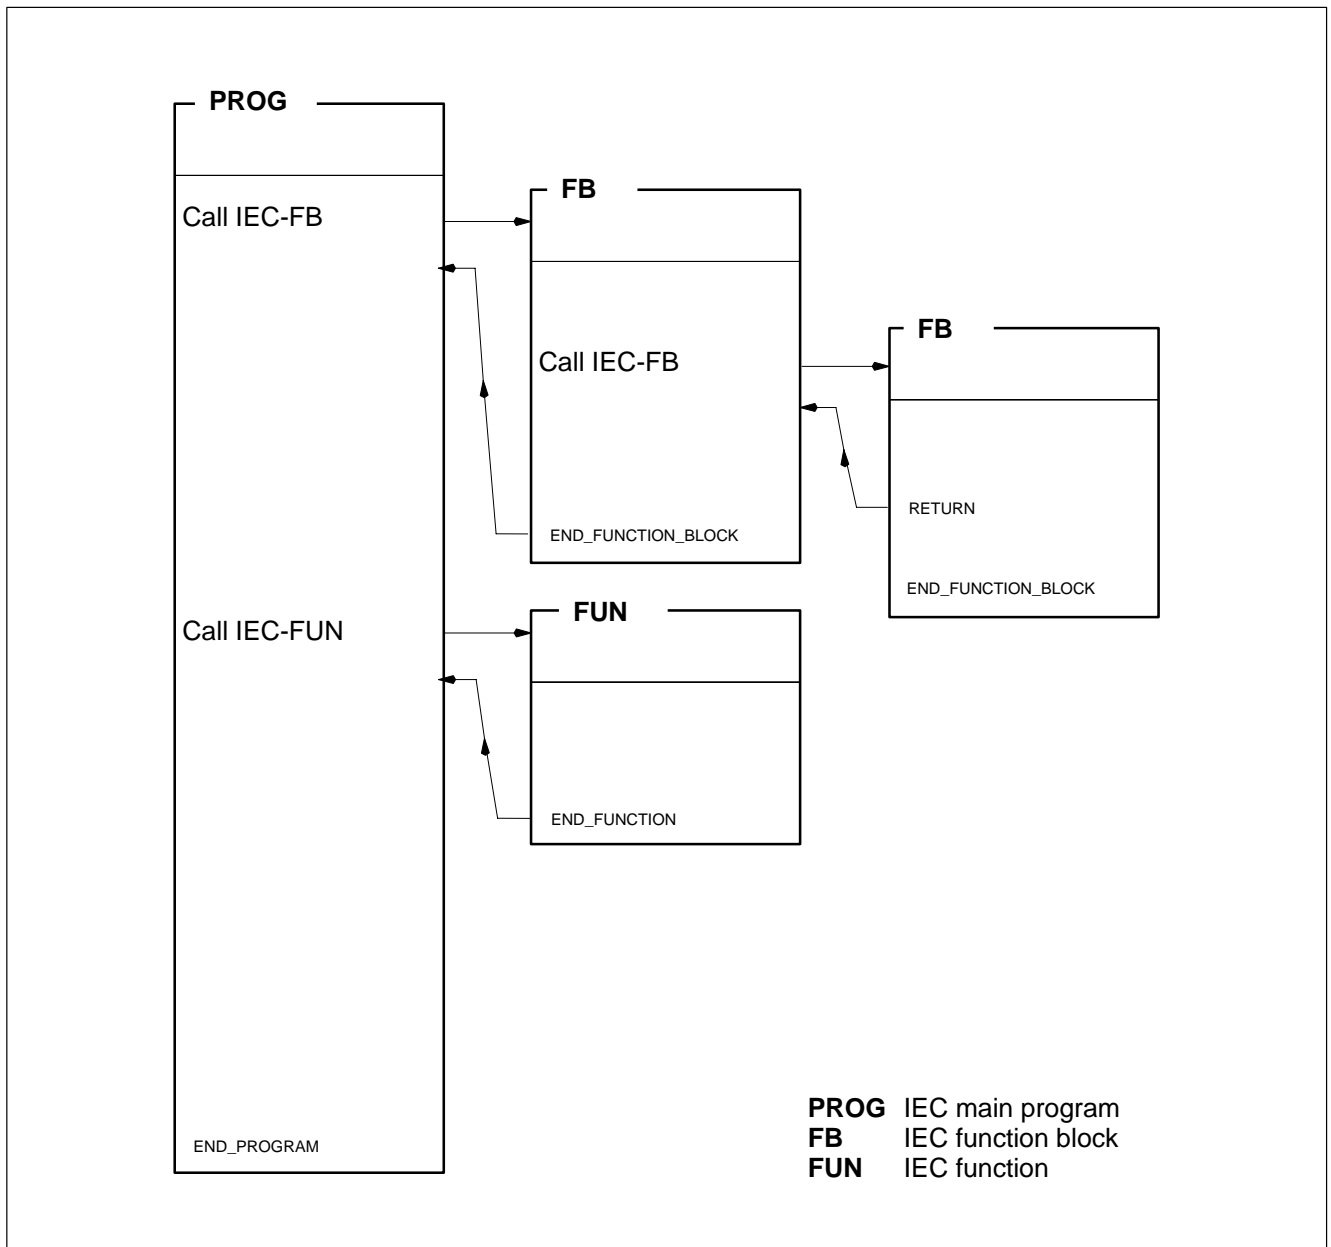 PROG
Call IEC-FB
FB
Call IEC-FB
FB
RETURN
END_FUNCTION_BLOCK
END_FUNCTION_BLOCK
Call IEC-FUN
FUN
END_FUNCTION
END_PROGRAM
PROG IEC main program
FB IEC function block
FUN IEC function